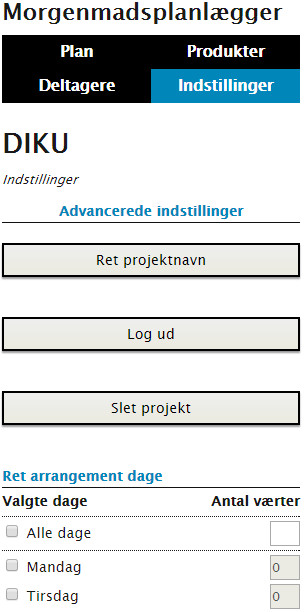 Morgenmadsplanlægger
Plan Produkter
Deltagere Indstillinger
DIKU
Indstillinger
Advancerede indstillinger
Ret projektnavn
Log ud
Slet projekt
Ret arrangement dage
Valgte dage Antal værter
Alle dage
Mandag 0
Tirsdag 0